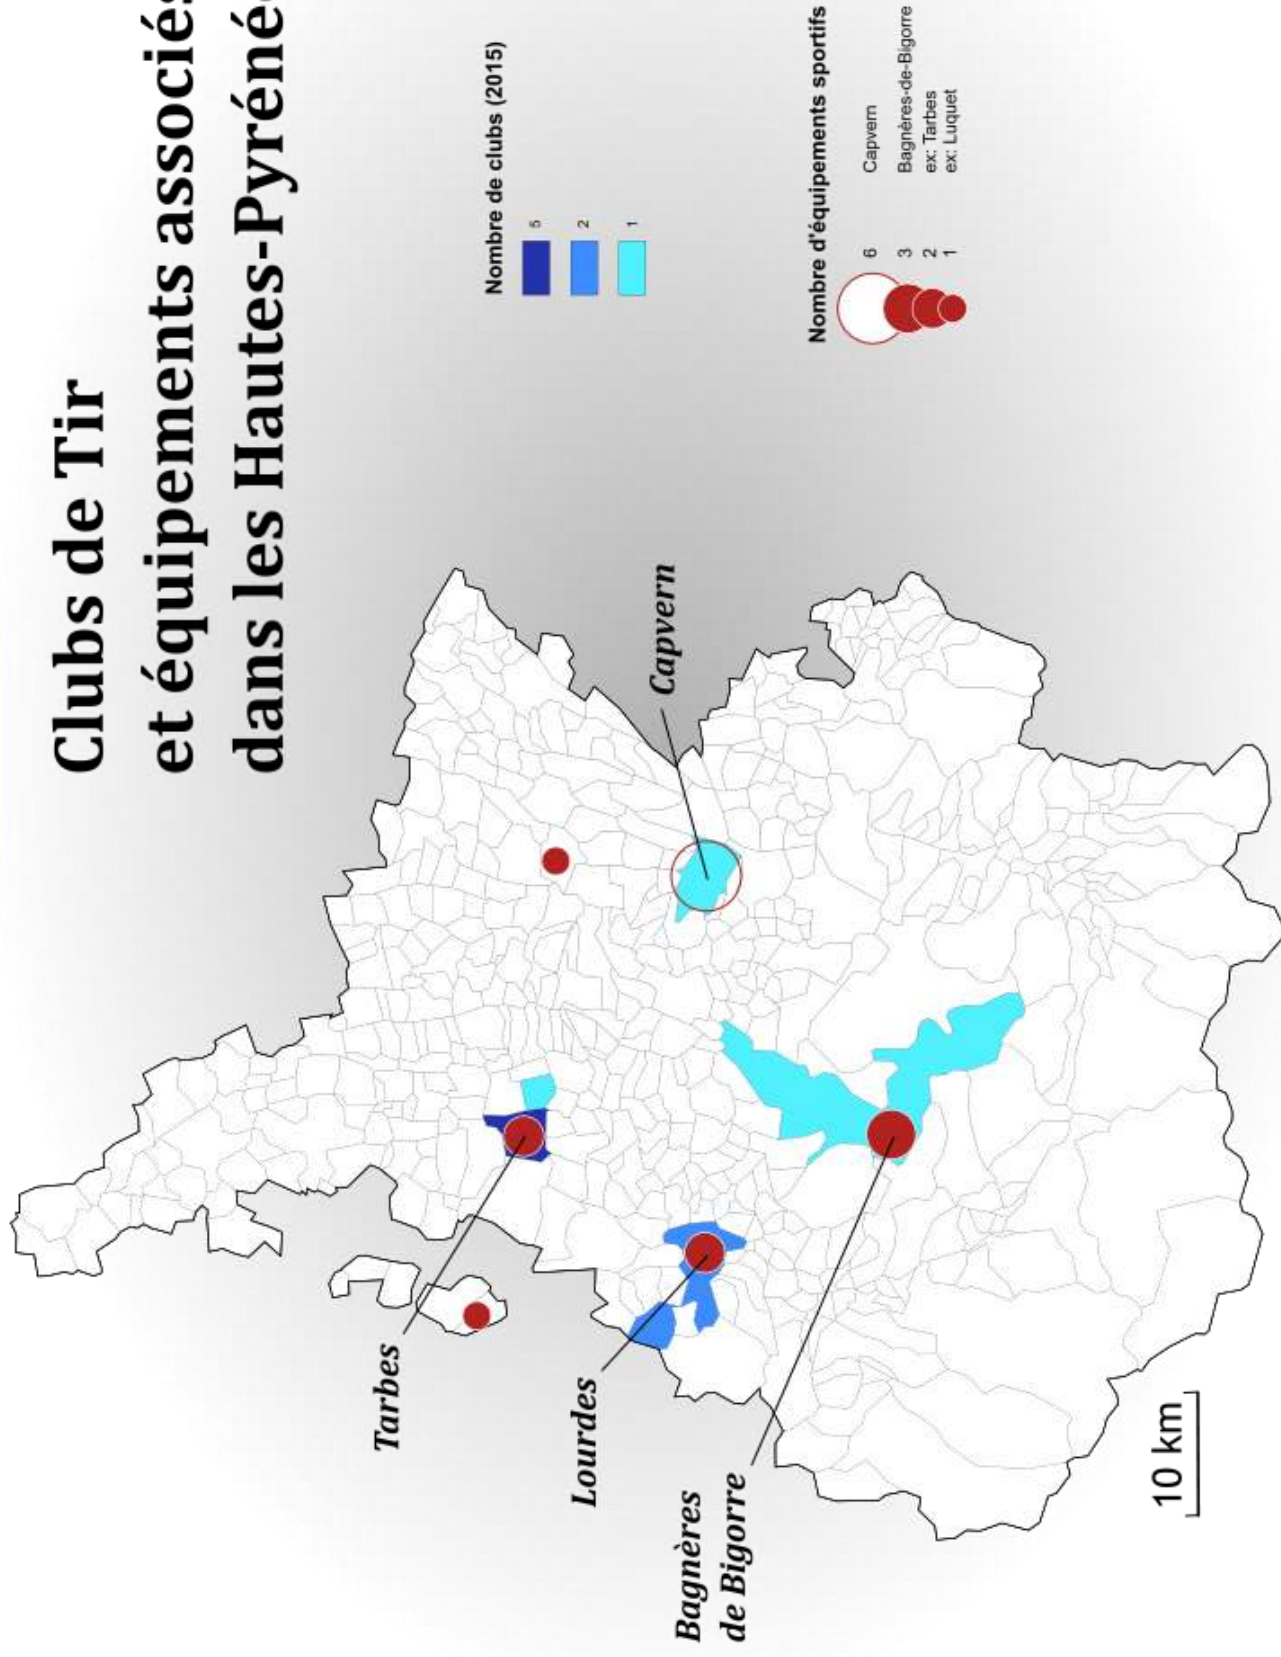 Clubs de Tir
et équipements associés
dans les Hautes-Pyréné
Nombre de clubs (2015)
5
2
1
Nombre d'équipements sportifs
6 Capvern
3 Bagnères-de-Bigorre
2 ex: Tarbes
1 ex: Luquet
Capvern
Tarbes
Lourdes
Bagnères
de Bigorre
10 km